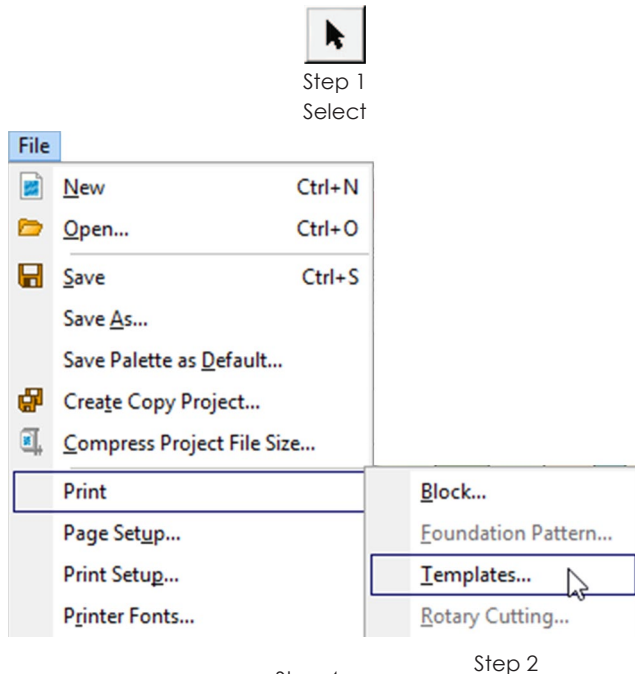 Step 1
Select
File
New Ctrl+N
Open... Ctrl+O
Save Ctrl+S
Save As...
Save Palette as Default...
Create Copy Project...
Compress Project File Size...
Print
Page Setup...
Print Setup...
Printer Fonts...
Block...
Foundation Pattern...
Templates...
Rotary Cutting...
Step 2